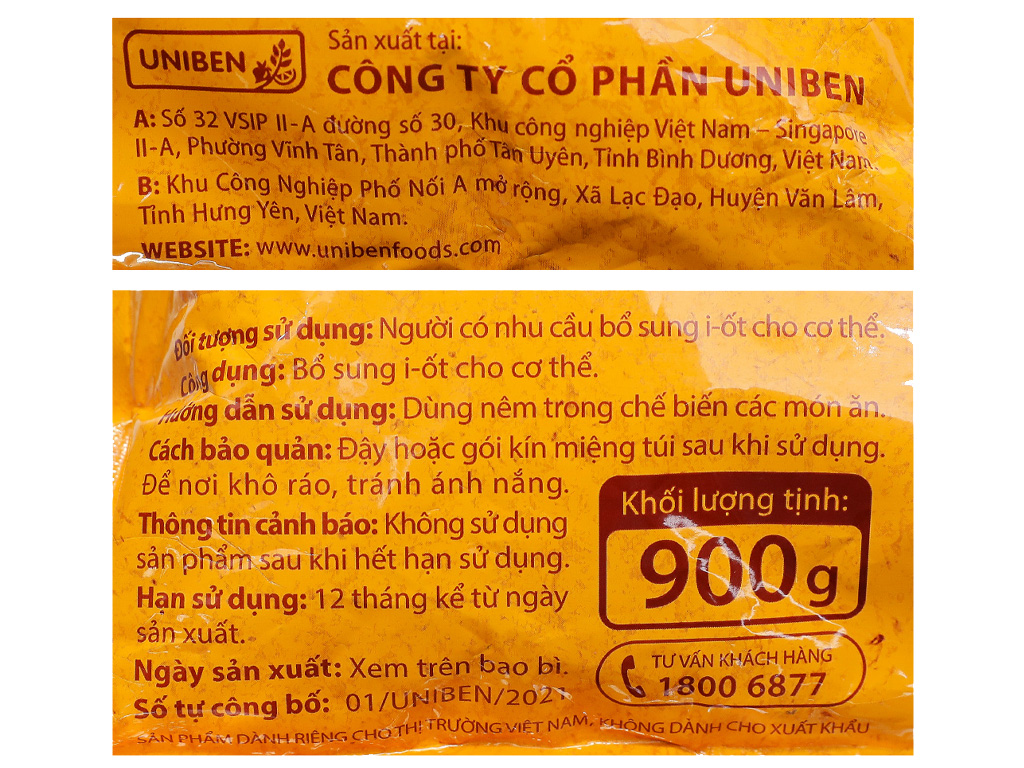 UNIBEN
Sản xuất tại:
CÔNG TY CỔ PHẦN UNIBEN
A: Số 32 VSIP II-A đường số 30, Khu công nghiệp Việt Nam – Singapore
II-A, Phường Vĩnh Tân, Thành phố Tân Uyên, Tỉnh Bình Dương, Việt Nam.
B: Khu Công Nghiệp Phố Nối A mở rộng, Xã Lạc Đạo, Huyện Văn Lâm,
Tỉnh Hưng Yên, Việt Nam.
WEBSITE: www.unibenfoods.com
Đối tượng sử dụng: Người có nhu cầu bổ sung i-ốt cho cơ thể.
Công dụng: Bổ sung i-ốt cho cơ thể.
Hướng dẫn sử dụng: Dùng nêm trong chế biến các món ăn.
Cách bảo quản: Đậy hoặc gói kín miệng túi sau khi sử dụng.
Để nơi khô ráo, tránh ánh nắng.
Thông tin cảnh báo: Không sử dụng
sản phẩm sau khi hết hạn sử dụng.
Hạn sử dụng: 12 tháng kể từ ngày
sản xuất.
Ngày sản xuất: Xem trên bao bì.
Số tự công bố: 01/UNIBEN/2021
Khối lượng tịnh:
900g
TƯ VẤN KHÁCH HÀNG
1800 6877
SẢN PHẨM DÀNH RIÊNG CHO THỊ TRƯỜNG VIỆT NAM, KHÔNG DÀNH CHO XUẤT KHẨU